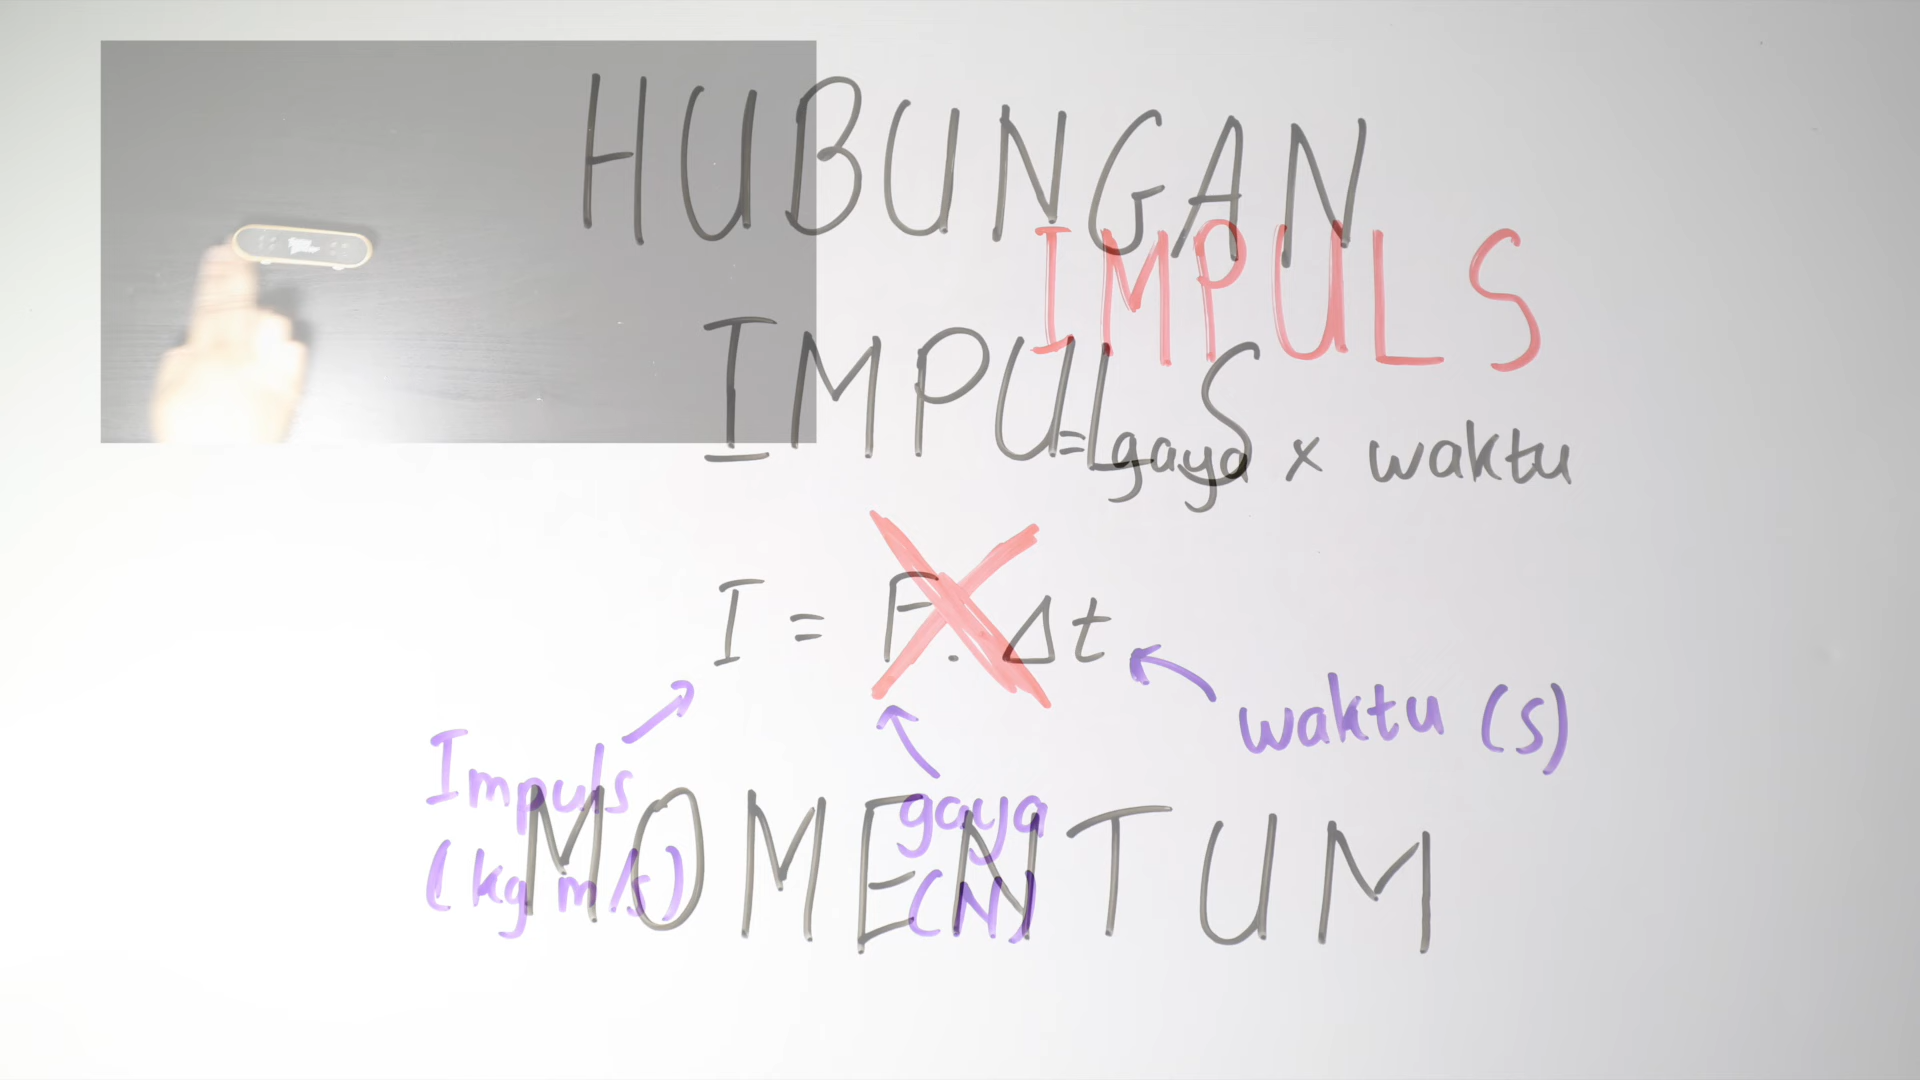 HUBUNGAN
IMPULS
IMPULS
= gaya x waktu
I = F . Δt
X
waktu (s)
Impuls
(kg m/s)
gaya
(N)
MOMENTUM